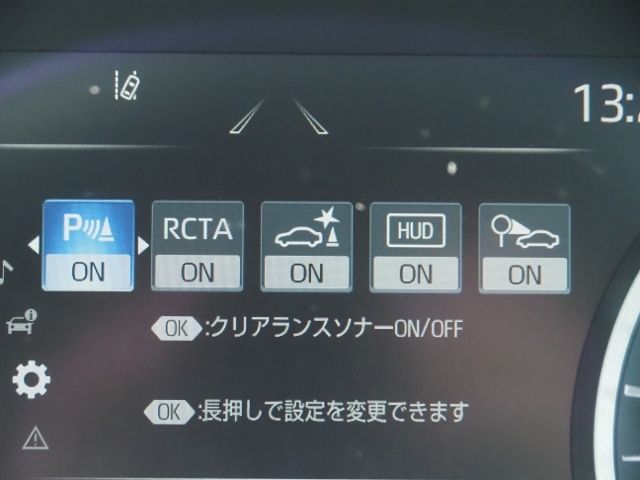 13:
P RCTA HUD
ON ON ON ON ON
OK:クリアランスソナーON/OFF
OK:長押しで設定を変更できます